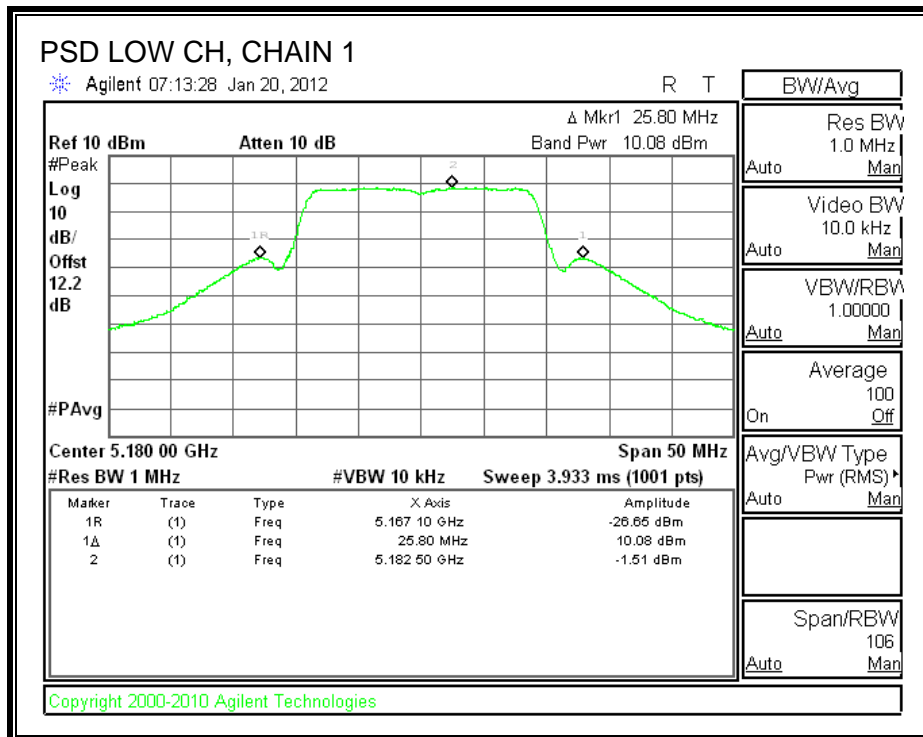 PSD LOW CH, CHAIN 1
Agilent 07:13:28 Jan 20, 2012 R T
Δ Mkr1 25.80 MHz
Ref 10 dBm Atten 10 dB Band Pwr 10.08 dBm
#Peak
Log
10
dB/
Offst
12.2
dB
#PAvg
2
1R
1
Center 5.180 00 GHz Span 50 MHz
#Res BW 1 MHz #VBW 10 kHz Sweep 3.933 ms (1001 pts)
Marker Trace Type X Axis Amplitude
1R (1) Freq 5.167 10 GHz -26.65 dBm
1Δ (1) Freq 25.80 MHz 10.08 dBm
2 (1) Freq 5.182 50 GHz -1.51 dBm
BW/Avg
Res BW
1.0 MHz
Auto Man
Video BW
10.0 kHz
Auto Man
VBW/RBW
1.00000
Auto Man
Average
100
On Off
Avg/VBW Type
Pwr (RMS)
Auto Man
Span/RBW
106
Auto Man
Copyright 2000-2010 Agilent Technologies